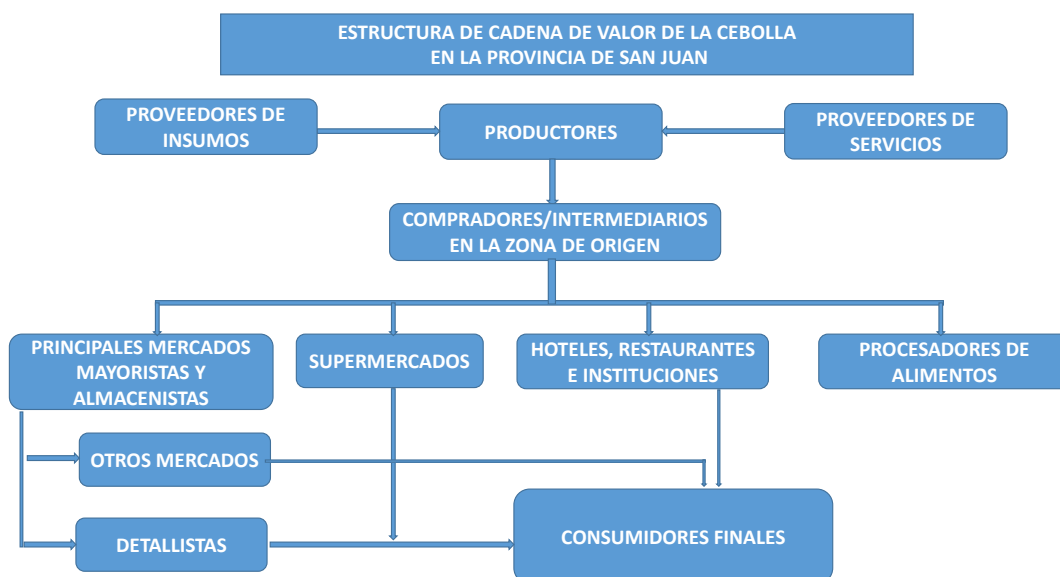 ESTRUCTURA DE CADENA DE VALOR DE LA CEBOLLA
EN LA PROVINCIA DE SAN JUAN
PROVEEDORES DE
INSUMOS
PRODUCTORES
PROVEEDORES DE
SERVICIOS
COMPRADORES/INTERMEDIARIOS
EN LA ZONA DE ORIGEN
PRINCIPALES MERCADOS
MAYORISTAS Y
ALMACENISTAS
SUPERMERCADOS
HOTELES, RESTAURANTES
E INSTITUCIONES
PROCESADORES DE
ALIMENTOS
OTROS MERCADOS
DETALLISTAS
CONSUMIDORES FINALES